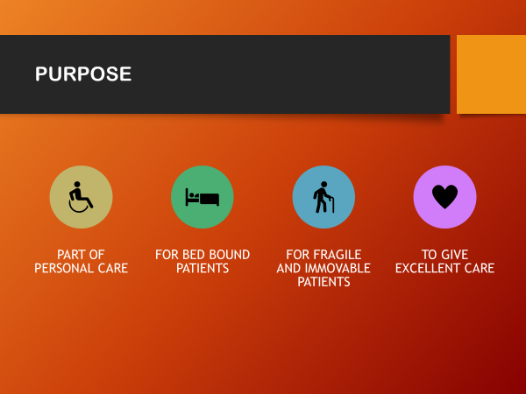 PURPOSE
PART OF
PERSONAL CARE
FOR BED BOUND
PATIENTS
FOR FRAGILE
AND IMMOVABLE
PATIENTS
TO GIVE
EXCELLENT CARE